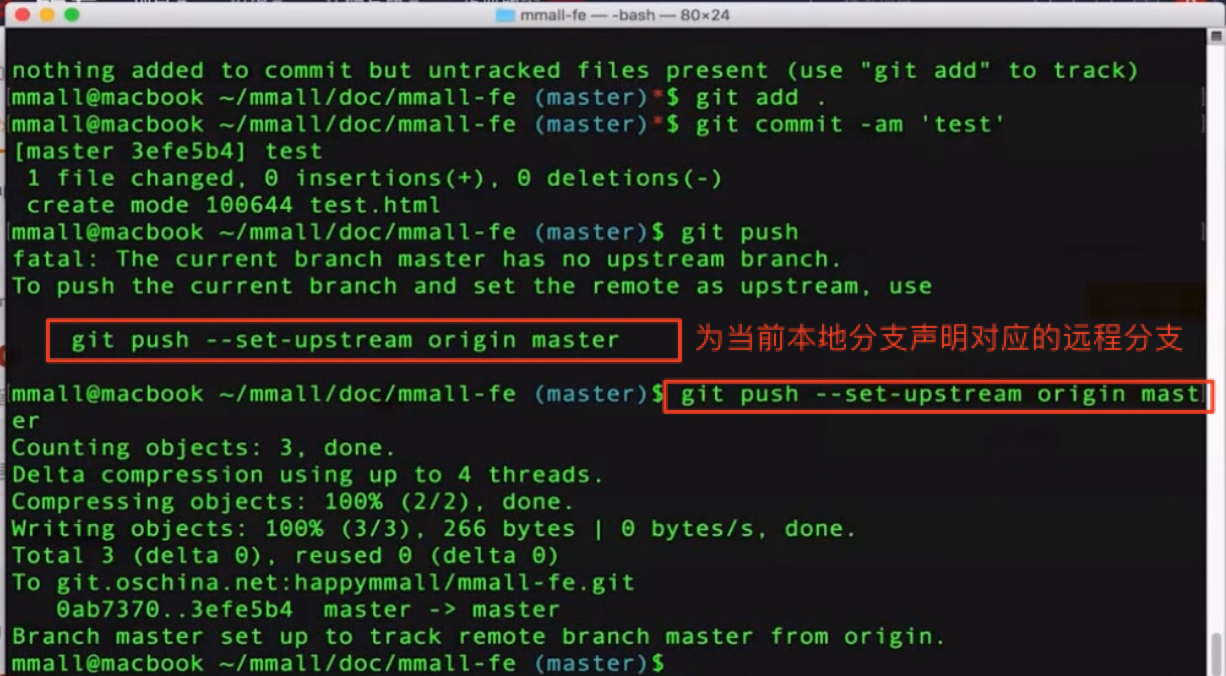 mmall-fe — -bash — 80×24
nothing added to commit but untracked files present (use "git add" to track)
mmall@macbook ~/mmall/doc/mmall-fe (master)*$ git add .
mmall@macbook ~/mmall/doc/mmall-fe (master)*$ git commit -am 'test'
[master 3efe5b4] test
1 file changed, 0 insertions(+), 0 deletions(-)
create mode 100644 test.html
mmall@macbook ~/mmall/doc/mmall-fe (master)$ git push
fatal: The current branch master has no upstream branch.
To push the current branch and set the remote as upstream, use
git push --set-upstream origin master 为当前本地分支声明对应的远程分支
mmall@macbook ~/mmall/doc/mmall-fe (master)$ git push --set-upstream origin mast
er
Counting objects: 3, done.
Delta compression using up to 4 threads.
Compressing objects: 100% (2/2), done.
Writing objects: 100% (3/3), 266 bytes | 0 bytes/s, done.
Total 3 (delta 0), reused 0 (delta 0)
To git.oschina.net:happymmall/mmall-fe.git
0ab7370..3efe5b4 master -> master
Branch master set up to track remote branch master from origin.
mmall@macbook ~/mmall/doc/mmall-fe (master)$